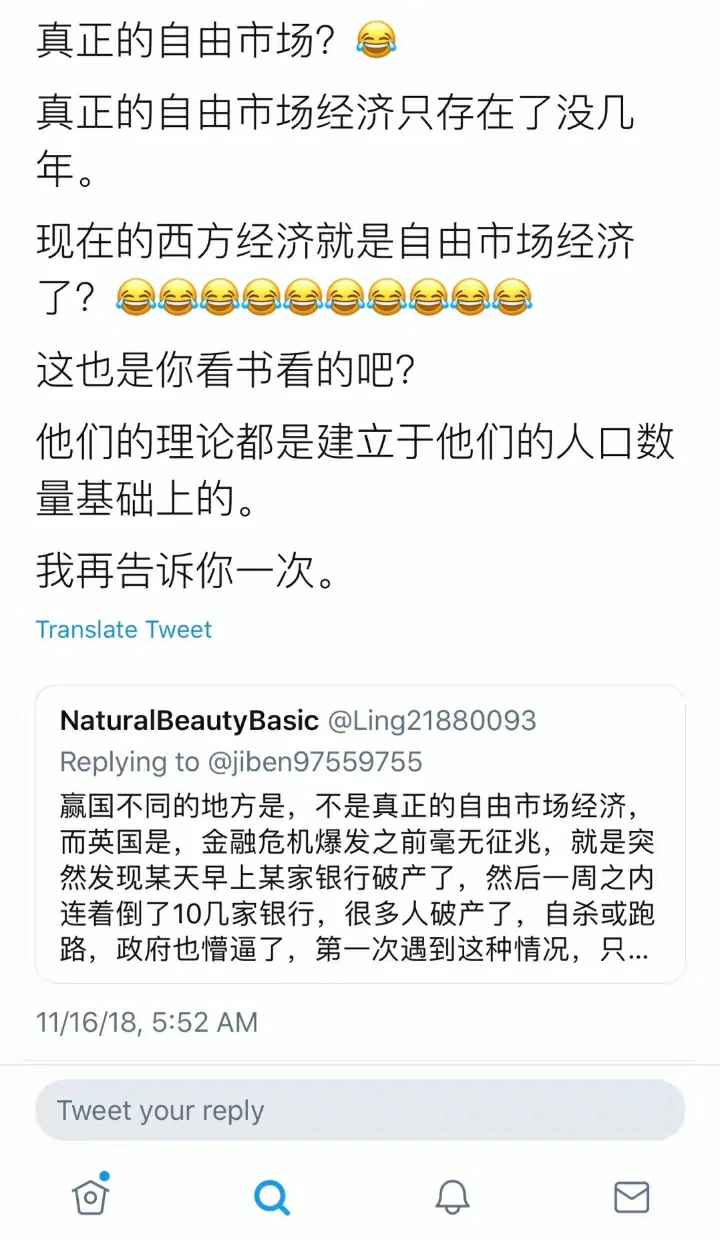 真正的自由市场？😂
真正的自由市场经济只存在了没几
年。
现在的西方经济就是自由市场经济
了？😂😂😂😂😂😂😂😂😂😂
这也是你看书看的吧？
他们的理论都是建立于他们的人口数
量基础上的。
我再告诉你一次。
Translate Tweet
NaturalBeautyBasic @Ling21880093
Replying to @jiben97559755
赢国不同的地方是，不是真正的自由市场经济，
而英国是，金融危机爆发之前毫无征兆，就是突
然发现某天早上某家银行破产了，然后一周之内
连着倒了10几家银行，很多人破产了，自杀或跑
路，政府也懵逼了，第一次遇到这种情况，只...
11/16/18, 5:52 AM
Tweet your reply